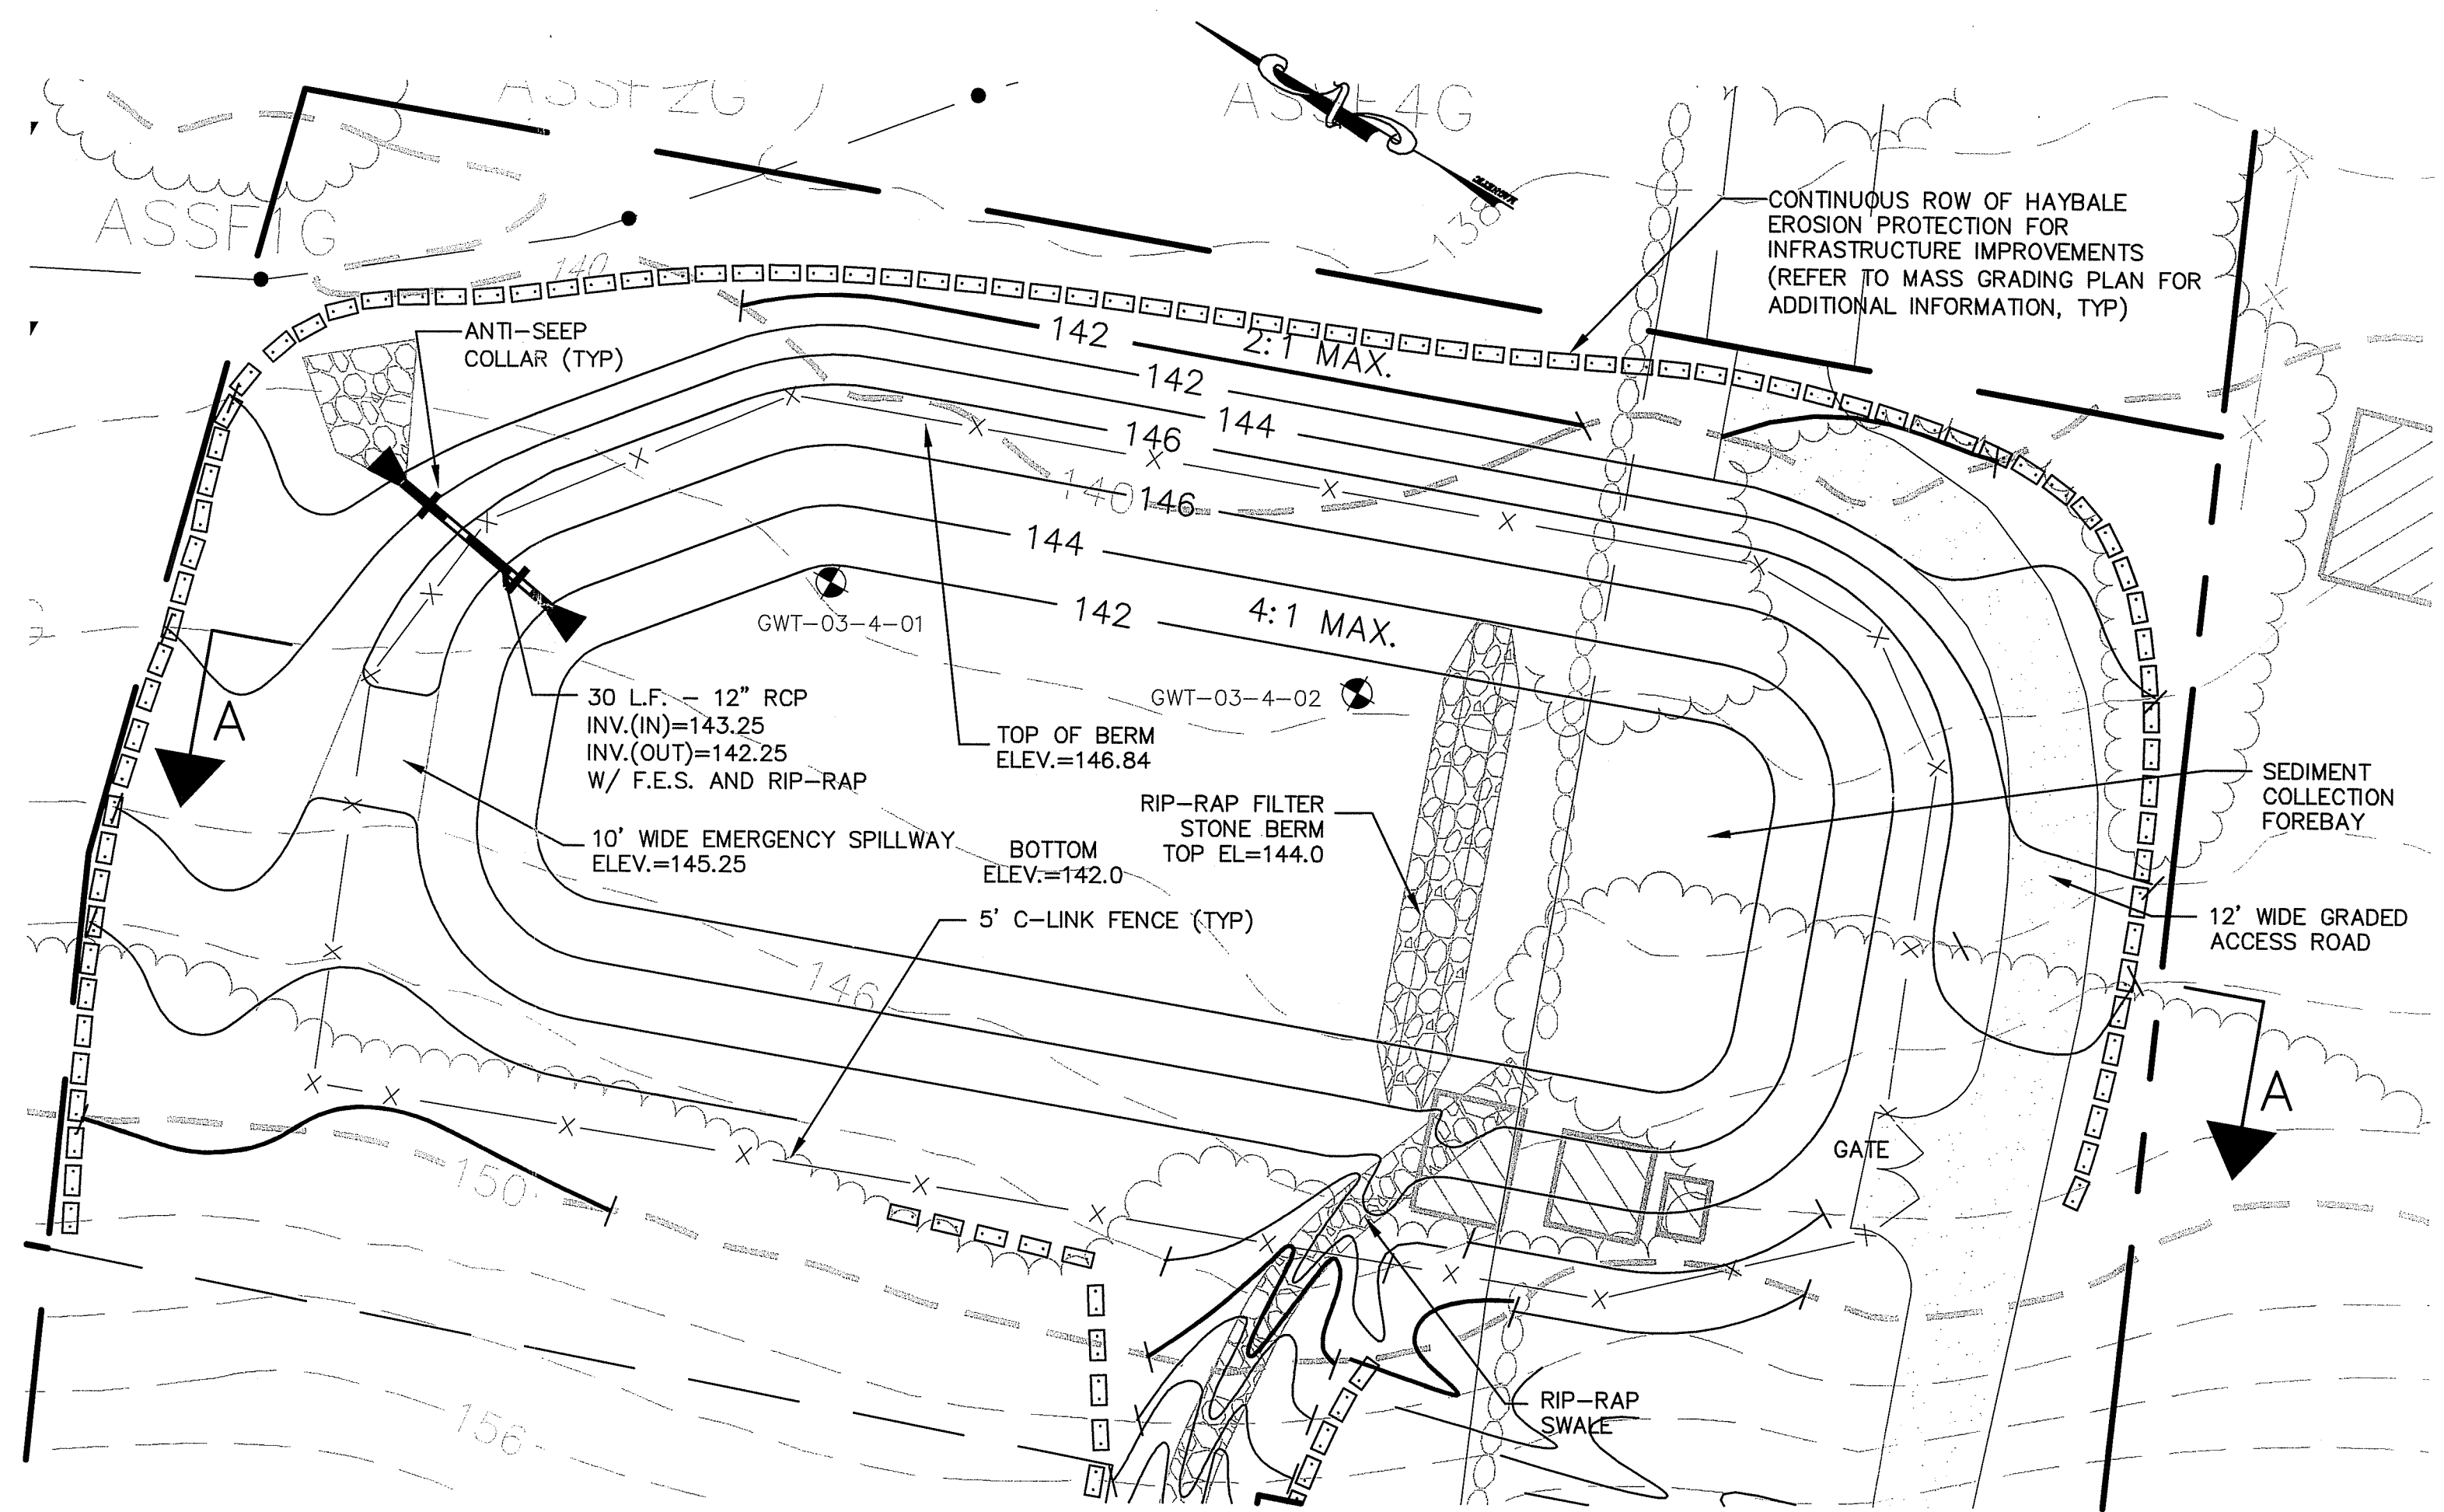 ASSF2G
ASSF4G
ASSF1G
138
140
CONTINUOUS ROW OF HAYBALE
EROSION PROTECTION FOR
INFRASTRUCTURE IMPROVEMENTS
(REFER TO MASS GRADING PLAN FOR
ADDITIONAL INFORMATION, TYP)
ANTI-SEEP
COLLAR (TYP)
142
2:1 MAX.
142
144
146
140
146
144
142
4:1 MAX.
GWT-03-4-01
GWT-03-4-02
A
30 L.F. - 12" RCP
INV.(IN)=143.25
INV.(OUT)=142.25
W/ F.E.S. AND RIP-RAP
TOP OF BERM
ELEV.=146.84
RIP-RAP FILTER
STONE BERM
TOP EL=144.0
SEDIMENT
COLLECTION
FOREBAY
10' WIDE EMERGENCY SPILLWAY
ELEV.=145.25
BOTTOM
ELEV.=142.0
5' C-LINK FENCE (TYP)
12' WIDE GRADED
ACCESS ROAD
146
A
GATE
150
RIP-RAP
SWALE
156